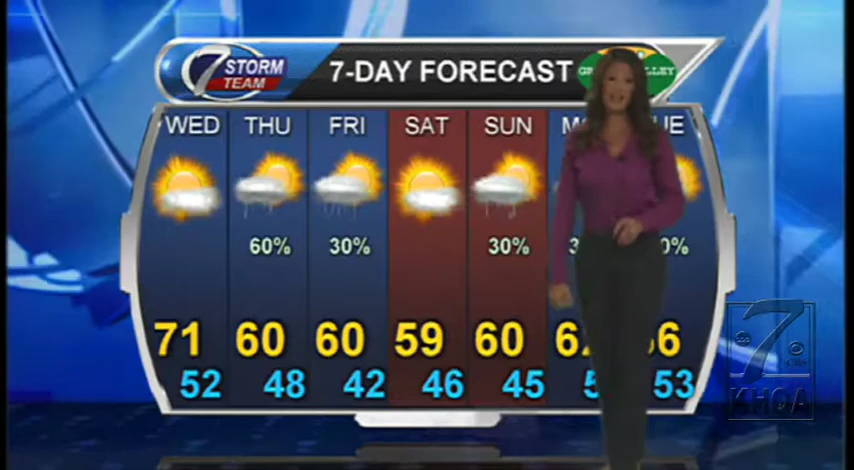 7 STORM TEAM
7-DAY FORECAST
WED THU FRI SAT SUN
60% 30% 30%
71 60 60 59 60
52 48 42 46 45 53
7
KHQA